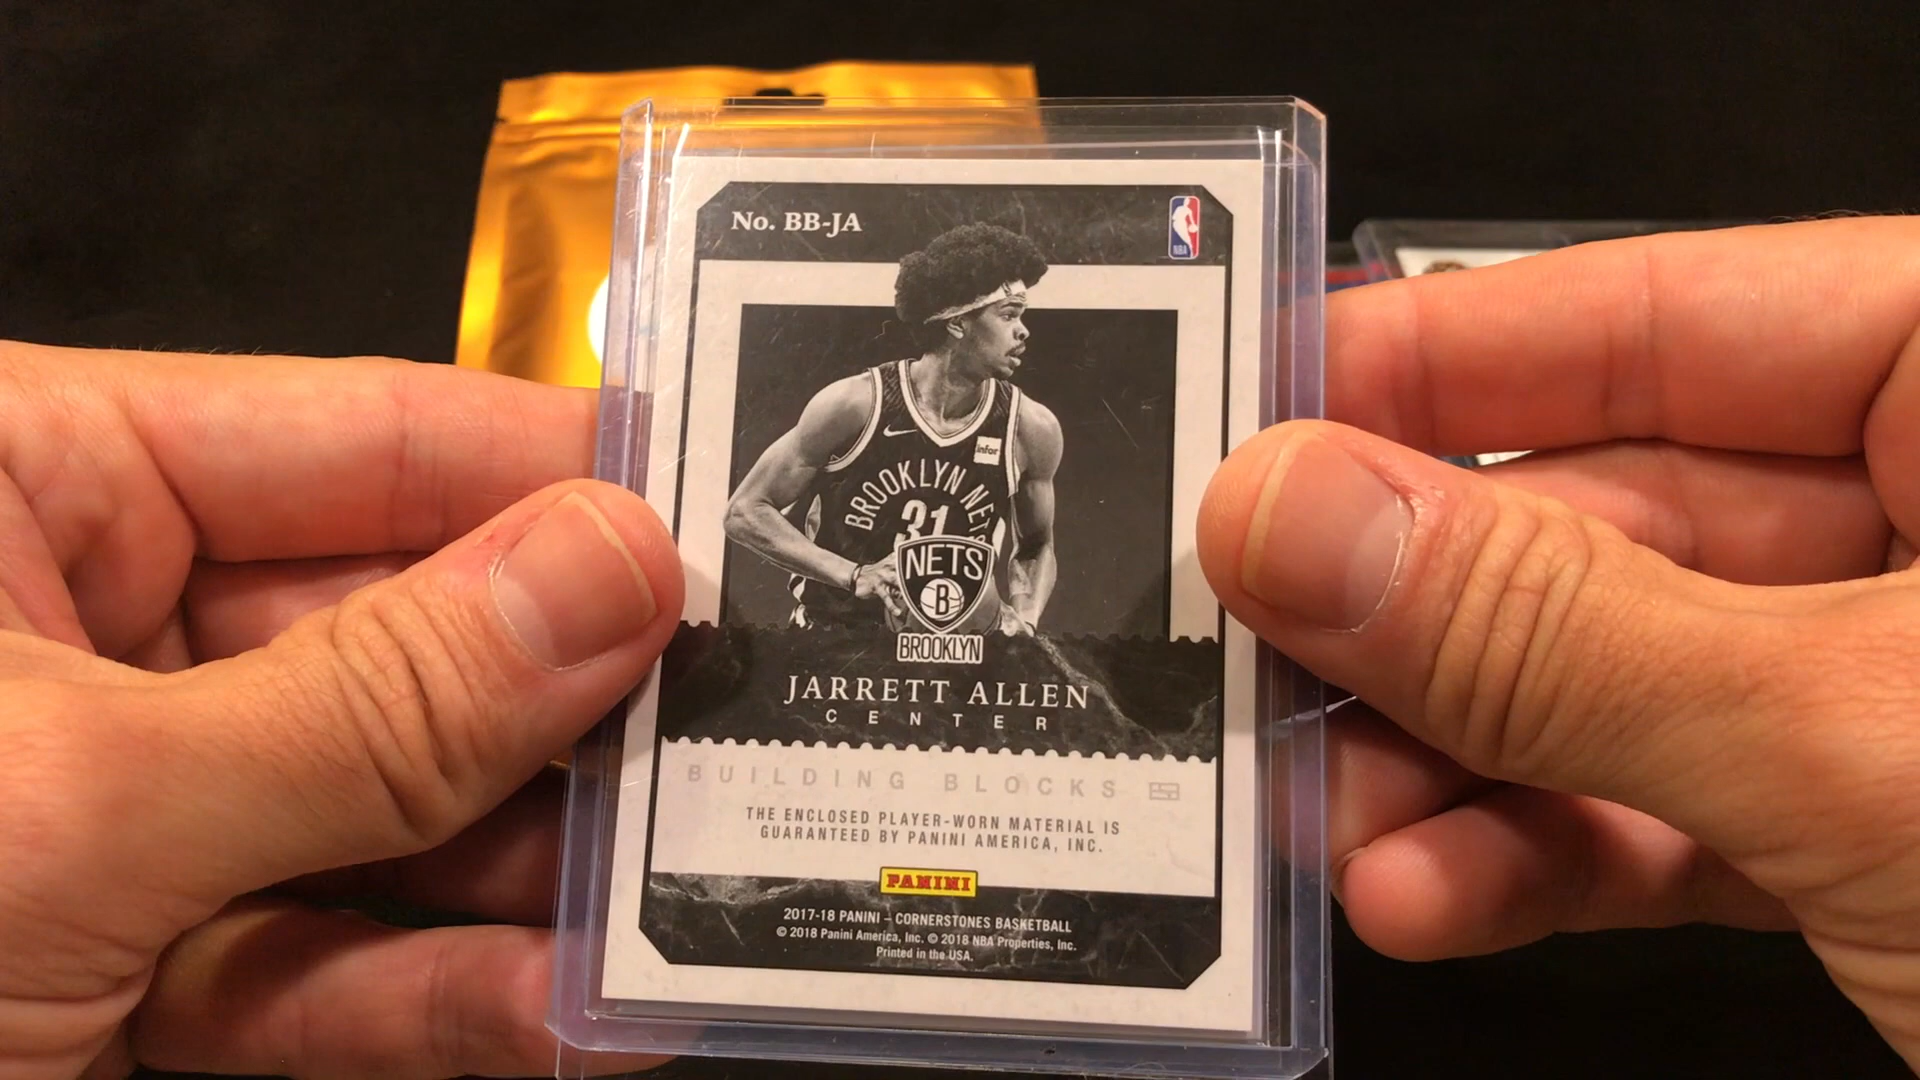 No. BB-JA
NBA
infor
BROOKLYN NETS
31
NETS
B
BROOKLYN
JARRETT ALLEN
CENTER
BUILDING BLOCKS
THE ENCLOSED PLAYER-WORN MATERIAL IS
GUARANTEED BY PANINI AMERICA, INC.
PANINI
2017-18 PANINI – CORNERSTONES BASKETBALL
© 2018 Panini America, Inc. © 2018 NBA Properties, Inc.
Printed in the USA.